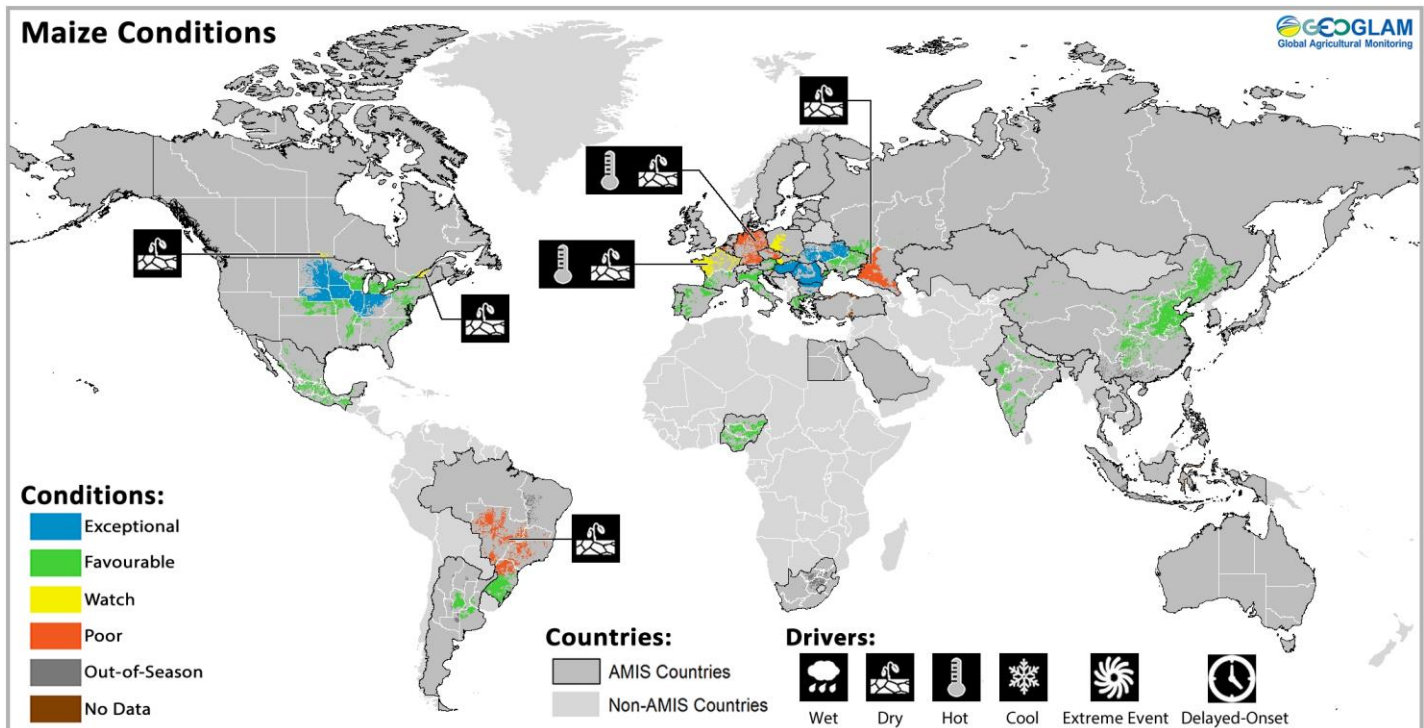 Maize Conditions
GEOGLAM
Global Agricultural Monitoring
Conditions:
Exceptional
Favourable
Watch
Poor
Out-of-Season
No Data
Countries:
AMIS Countries
Non-AMIS Countries
Drivers:
Wet
Dry
Hot
Cool
Extreme Event
Delayed-Onset